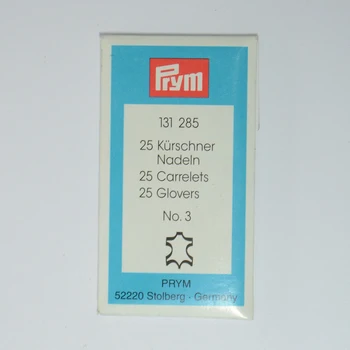 Prym
131 285
25 Kürschner
Nadeln
25 Carrelets
25 Glovers
No. 3
PRYM
52220 Stolberg - Germany